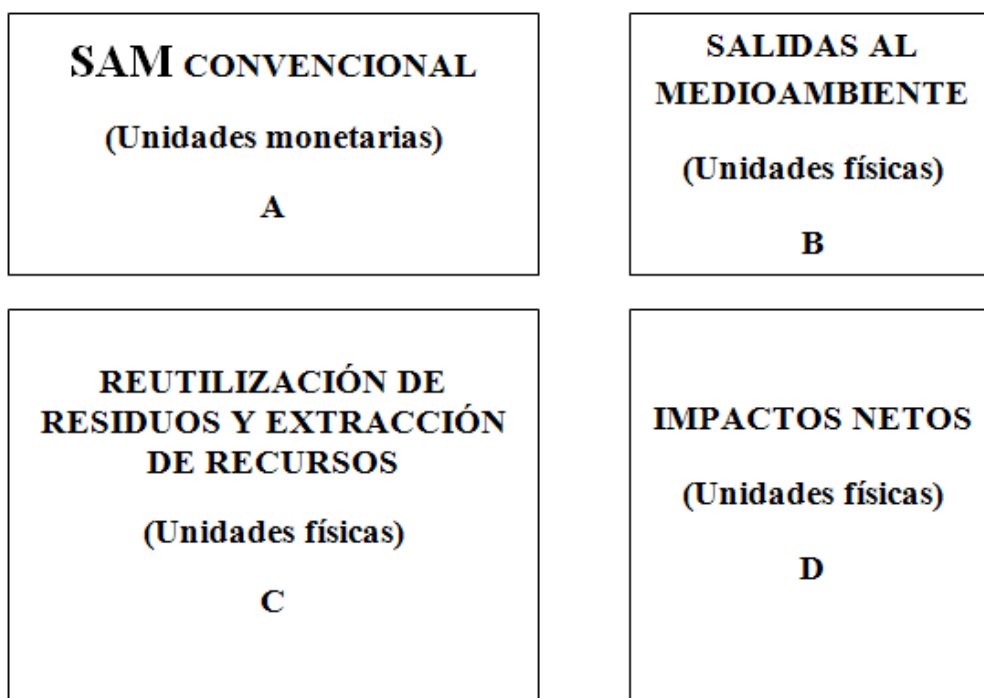 SAM CONVENCIONAL
(Unidades monetarias)
A
SALIDAS AL
MEDIOAMBIENTE
(Unidades físicas)
B
REUTILIZACIÓN DE
RESIDUOS Y EXTRACCIÓN
DE RECURSOS
(Unidades físicas)
C
IMPACTOS NETOS
(Unidades físicas)
D